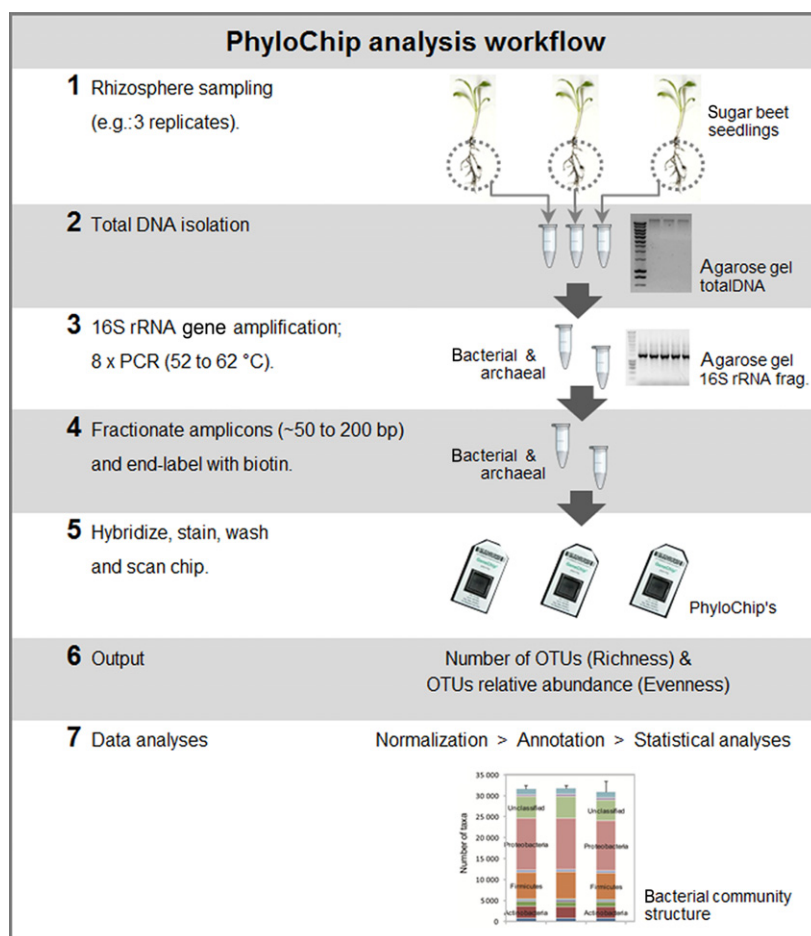 PhyloChip analysis workflow
1 Rhizosphere sampling
(e.g.:3 replicates).
Sugar beet
seedlings
2 Total DNA isolation
Agarose gel
totalDNA
3 16S rRNA gene amplification;
8 x PCR (52 to 62 °C).
Bacterial &
archaeal
Agarose gel
16S rRNA frag.
4 Fractionate amplicons (~50 to 200 bp)
and end-label with biotin.
Bacterial &
archaeal
5 Hybridize, stain, wash
and scan chip.
PhyloChip's
6 Output
Number of OTUs (Richness) &
OTUs relative abundance (Evenness)
7 Data analyses
Normalization > Annotation > Statistical analyses
Number of taxa
35 000
30 000
25 000
20 000
15 000
10 000
5 000
0
Unclassified
Unclassified
Proteobacteria
Proteobacteria
Firmicutes
Firmicutes
Actinobacteria
Actinobacteria
Bacterial community
structure